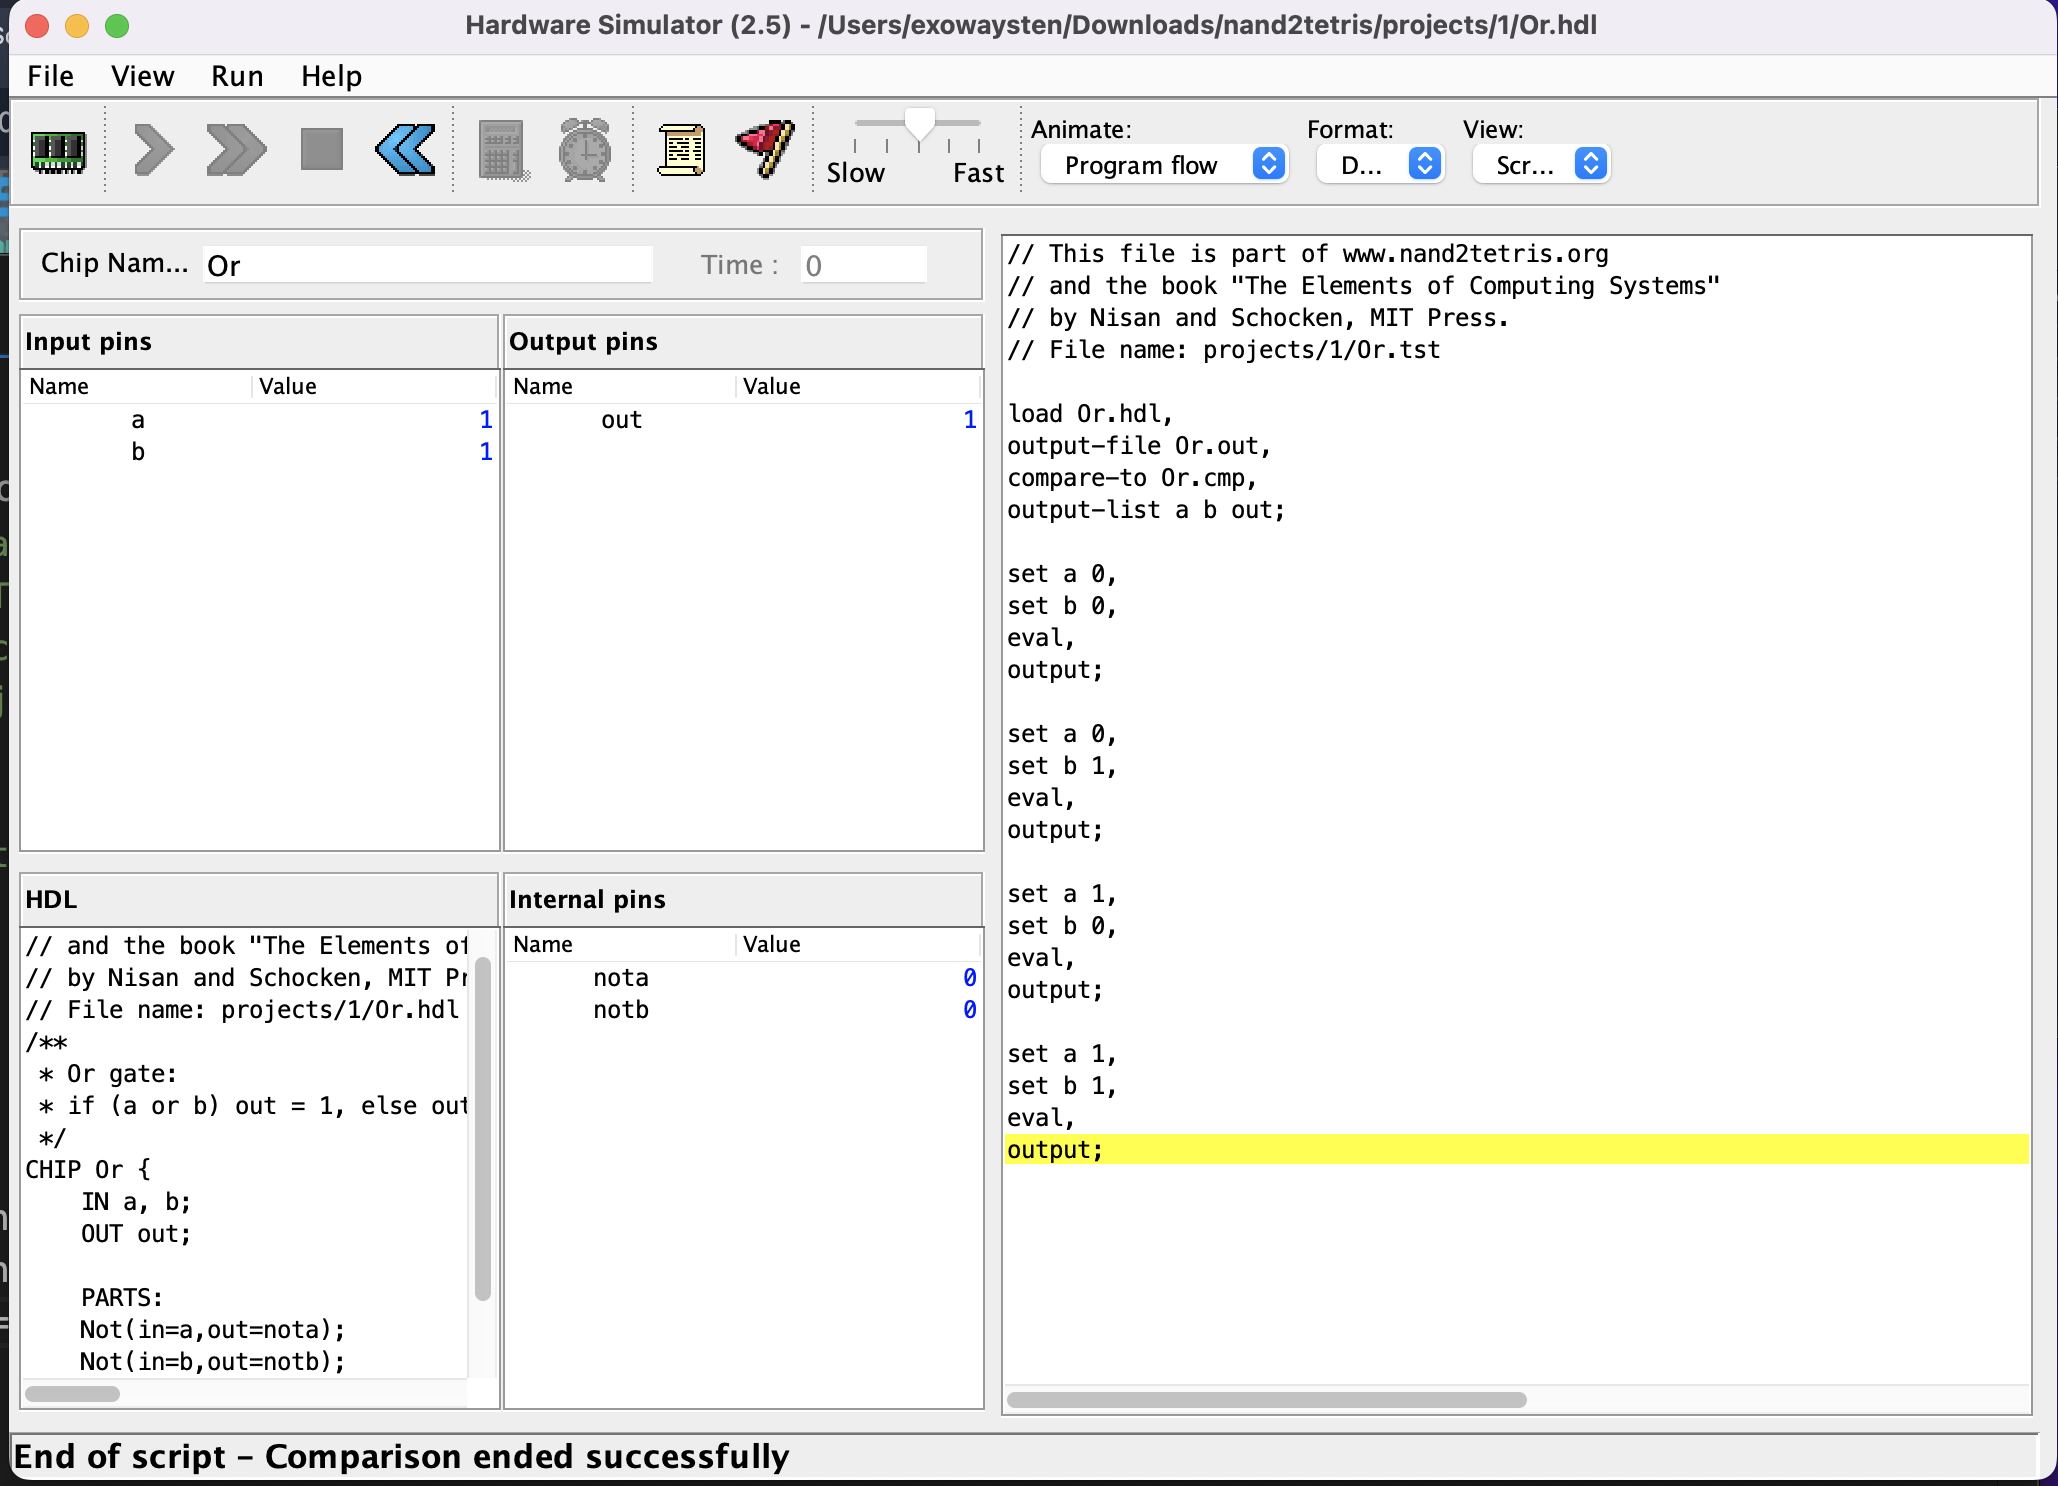 Hardware Simulator (2.5) - /Users/exowaysten/Downloads/nand2tetris/projects/1/Or.hdl
File View Run Help
Slow Fast
Animate: Format: View:
Program flow D... Scr...
Chip Nam... Or Time : 0
Input pins
Name Value
a 1
b 1
Output pins
Name Value
out 1
HDL
// and the book "The Elements of
// by Nisan and Schocken, MIT Pr
// File name: projects/1/Or.hdl
/**
* Or gate:
* if (a or b) out = 1, else out
*/
CHIP Or {
IN a, b;
OUT out;
PARTS:
Not(in=a,out=nota);
Not(in=b,out=notb);
Internal pins
Name Value
nota 0
notb 0
// This file is part of www.nand2tetris.org
// and the book "The Elements of Computing Systems"
// by Nisan and Schocken, MIT Press.
// File name: projects/1/Or.tst
load Or.hdl,
output-file Or.out,
compare-to Or.cmp,
output-list a b out;
set a 0,
set b 0,
eval,
output;
set a 0,
set b 1,
eval,
output;
set a 1,
set b 0,
eval,
output;
set a 1,
set b 1,
eval,
output;
End of script - Comparison ended successfully